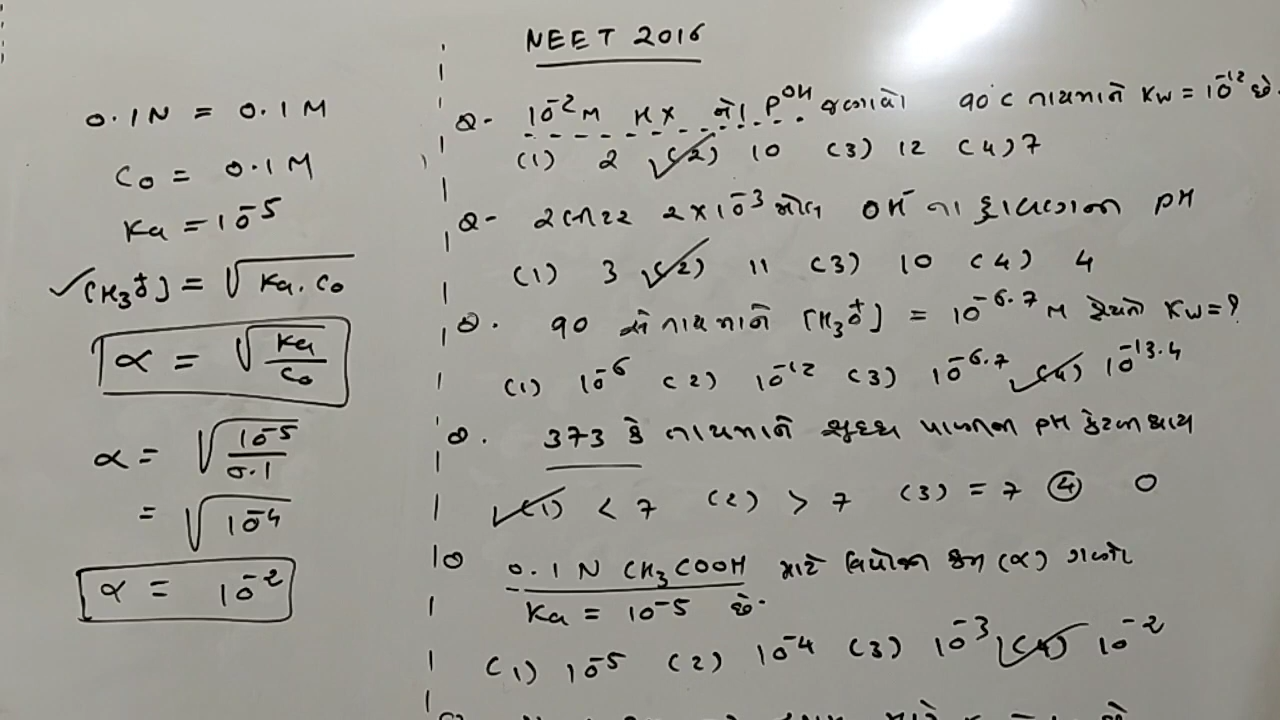 NEET 2016
0.1N = 0.1M
C₀ = 0.1M
Ka = 10⁻⁵
✓[H₃O⁺] = √Ka.C₀
α = √(Ka/C₀)
α = √(10⁻⁵/0.1)
= √10⁻⁴
α = 10⁻²
Q- 10⁻²M HX નો pOH જણાવો 90°C તાપમાને Kw = 10⁻¹² છે.
(1) 2 ✓(2) 10 (3) 12 (4) 7
Q- 2લીટર 2×10⁻³ મોલ OH⁻ ના દ્રાવણના pH
(1) 3 ✓(2) 11 (3) 10 (4) 4
Q. 90 સે તાપમાને [H₃O⁺] = 10⁻⁶·⁷ M હોયતો Kw = ?
(1) 10⁻⁶ (2) 10⁻¹² (3) 10⁻⁶·⁷ ✓(4) 10⁻¹³·⁴
Q. 373 કે તાપમાને શુદ્ધ પાણીના pH કેટલા થાય
✓(1) < 7 (2) > 7 (3) = 7 ④ 0
Q 0.1 N CH₃COOH માટે વિયોજન અંશ (α) ગણો
Ka = 10⁻⁵ છે.
(1) 10⁻⁵ (2) 10⁻⁴ (3) 10⁻³ ✓(4) 10⁻²